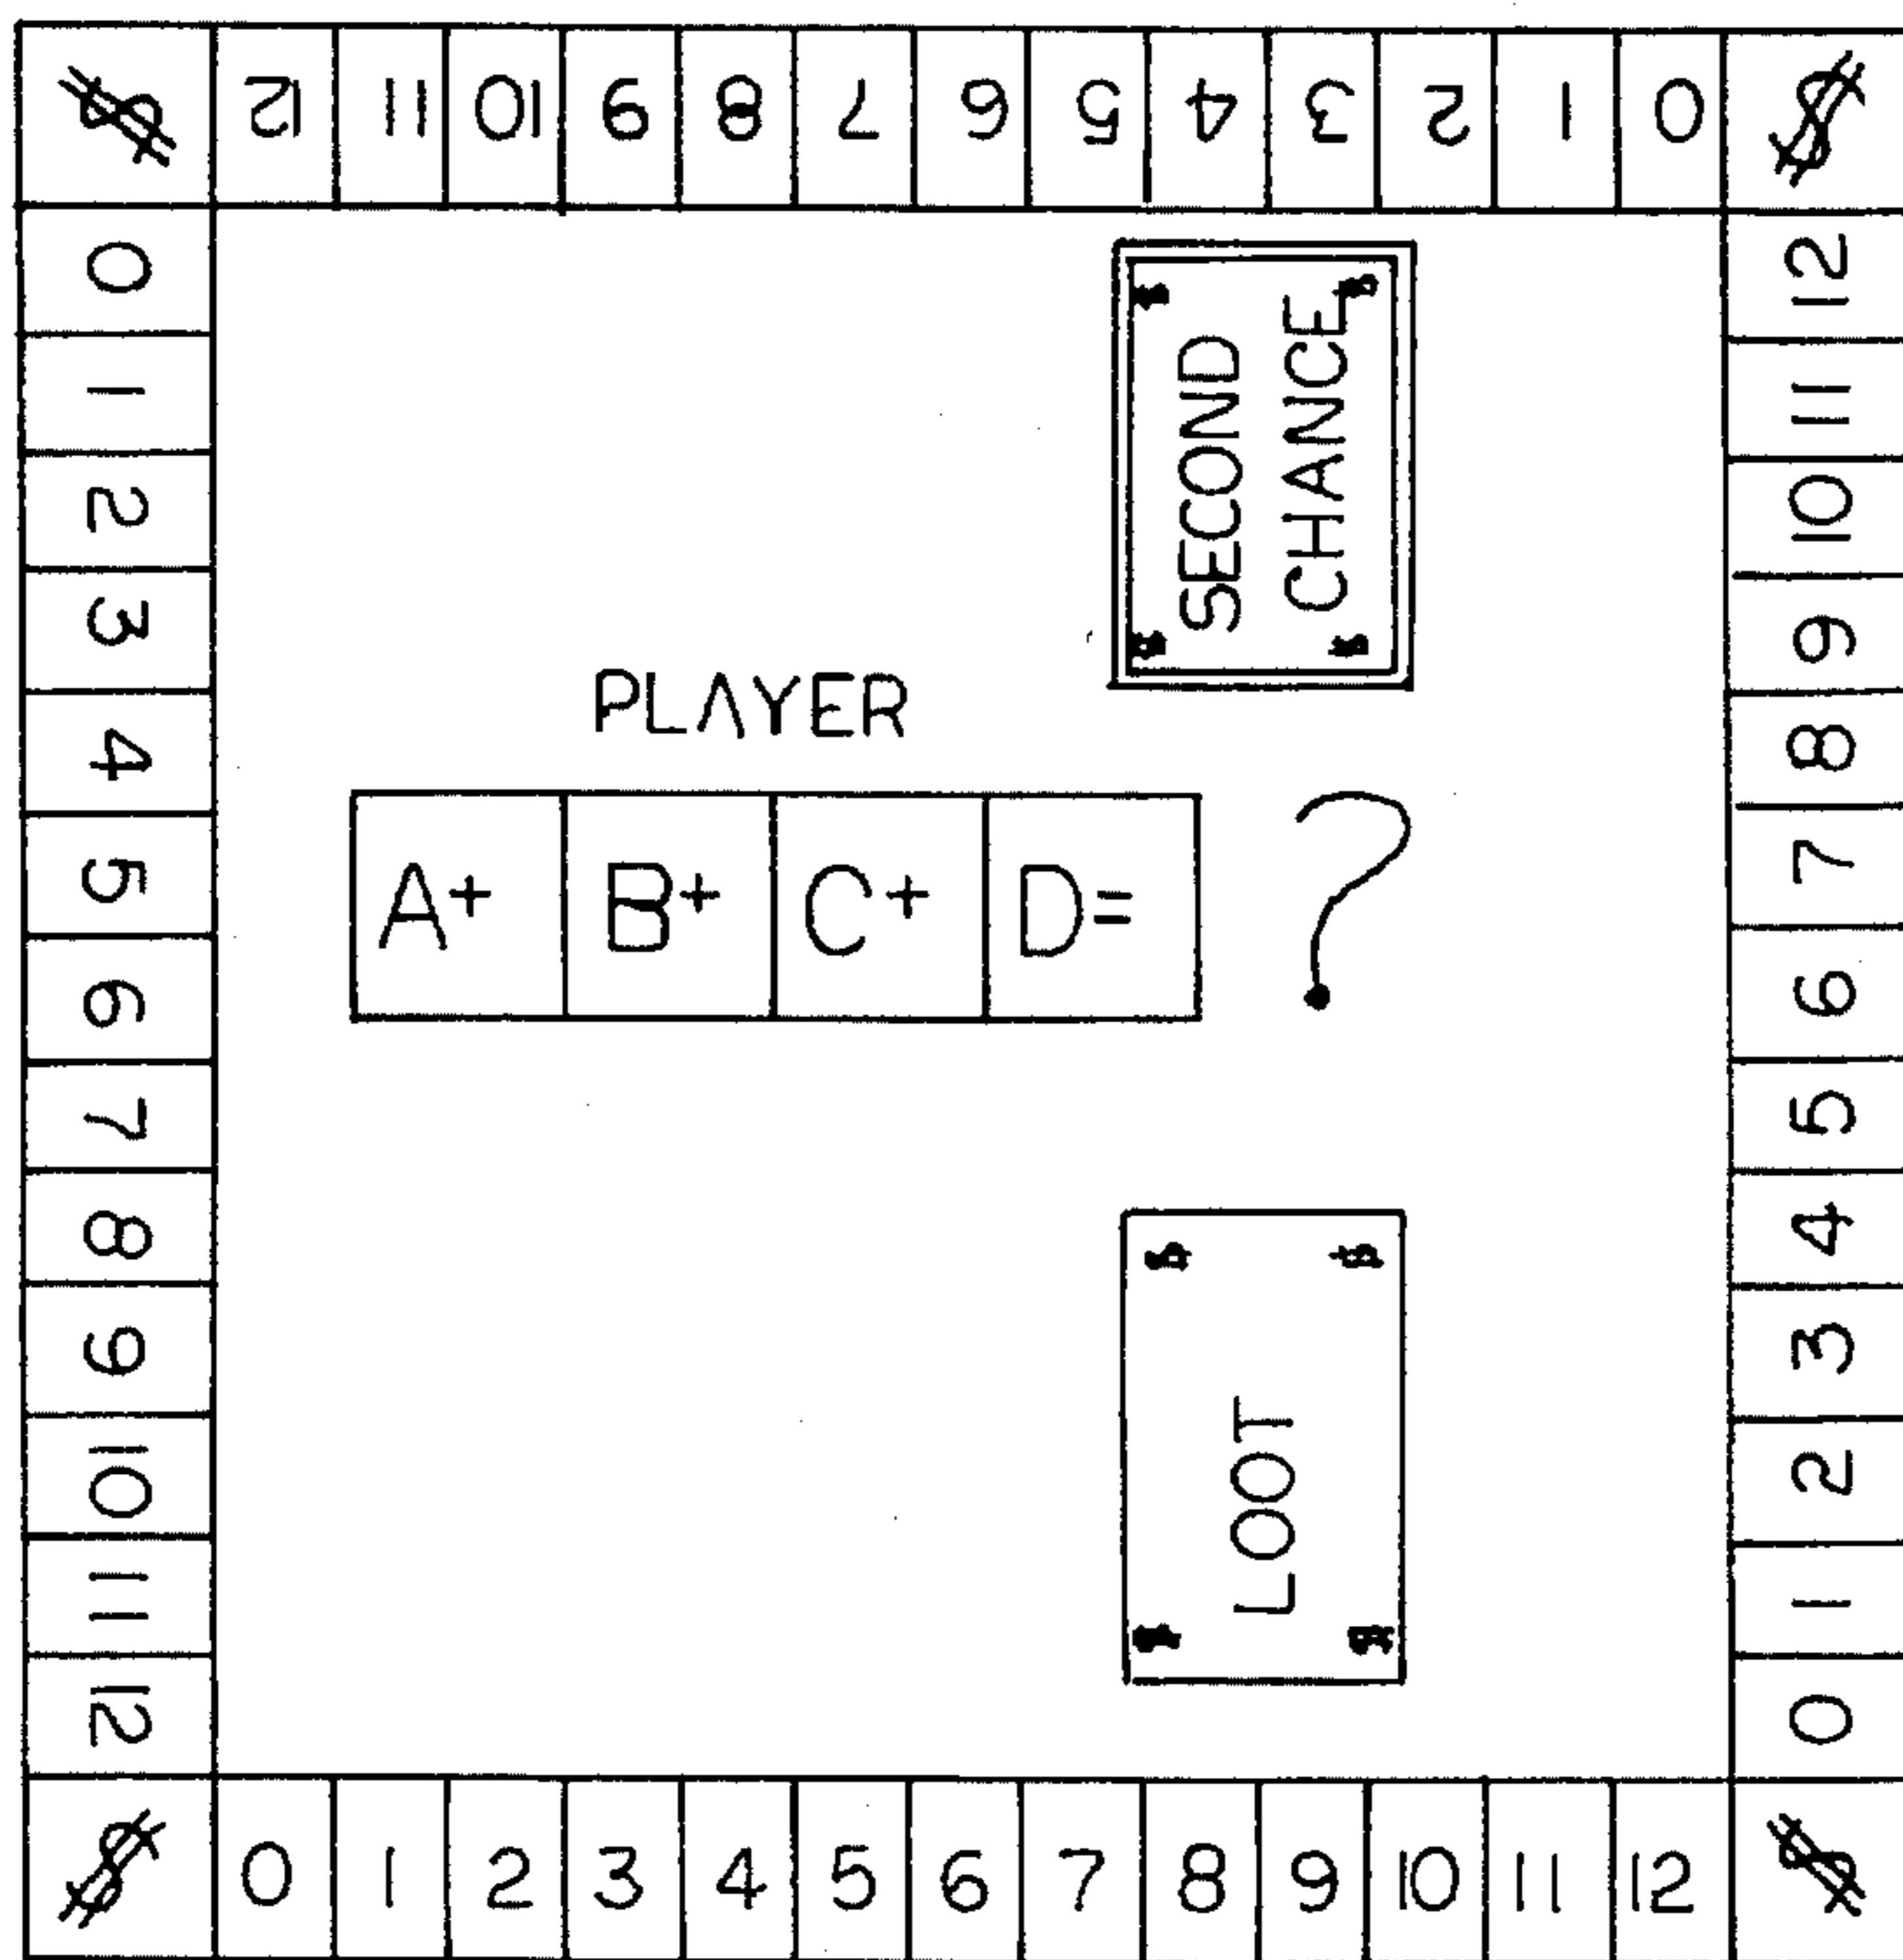 $ 12 11 10 9 8 7 6 5 4 3 2 1 0 $
0 1 2 3 4 5 6 7 8 9 10 11 12
SECOND
CHANCE
PLAYER
A+ B+ C+ D= ?
$ $
LOOT
$ $
12 11 10 9 8 7 6 5 4 3 2 1 0
$ 0 1 2 3 4 5 6 7 8 9 10 11 12 $